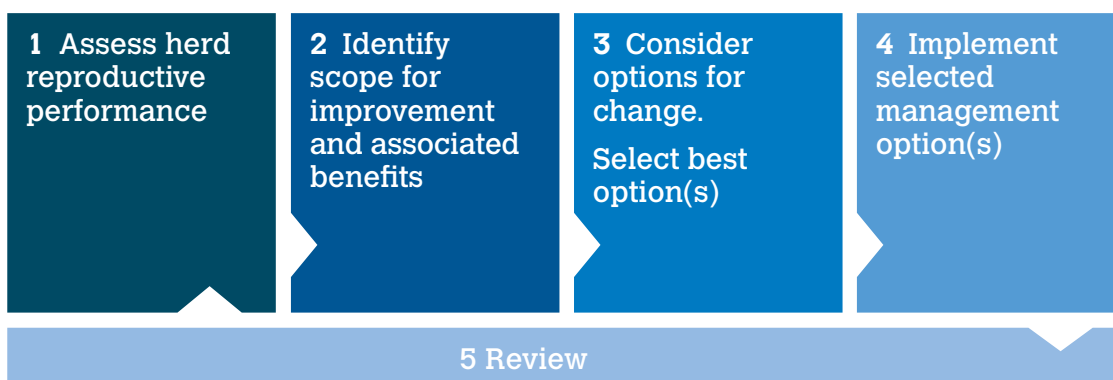 1 Assess herd
reproductive
performance
2 Identify
scope for
improvement
and associated
benefits
3 Consider
options for
change.
Select best
option(s)
4 Implement
selected
management
option(s)
5 Review